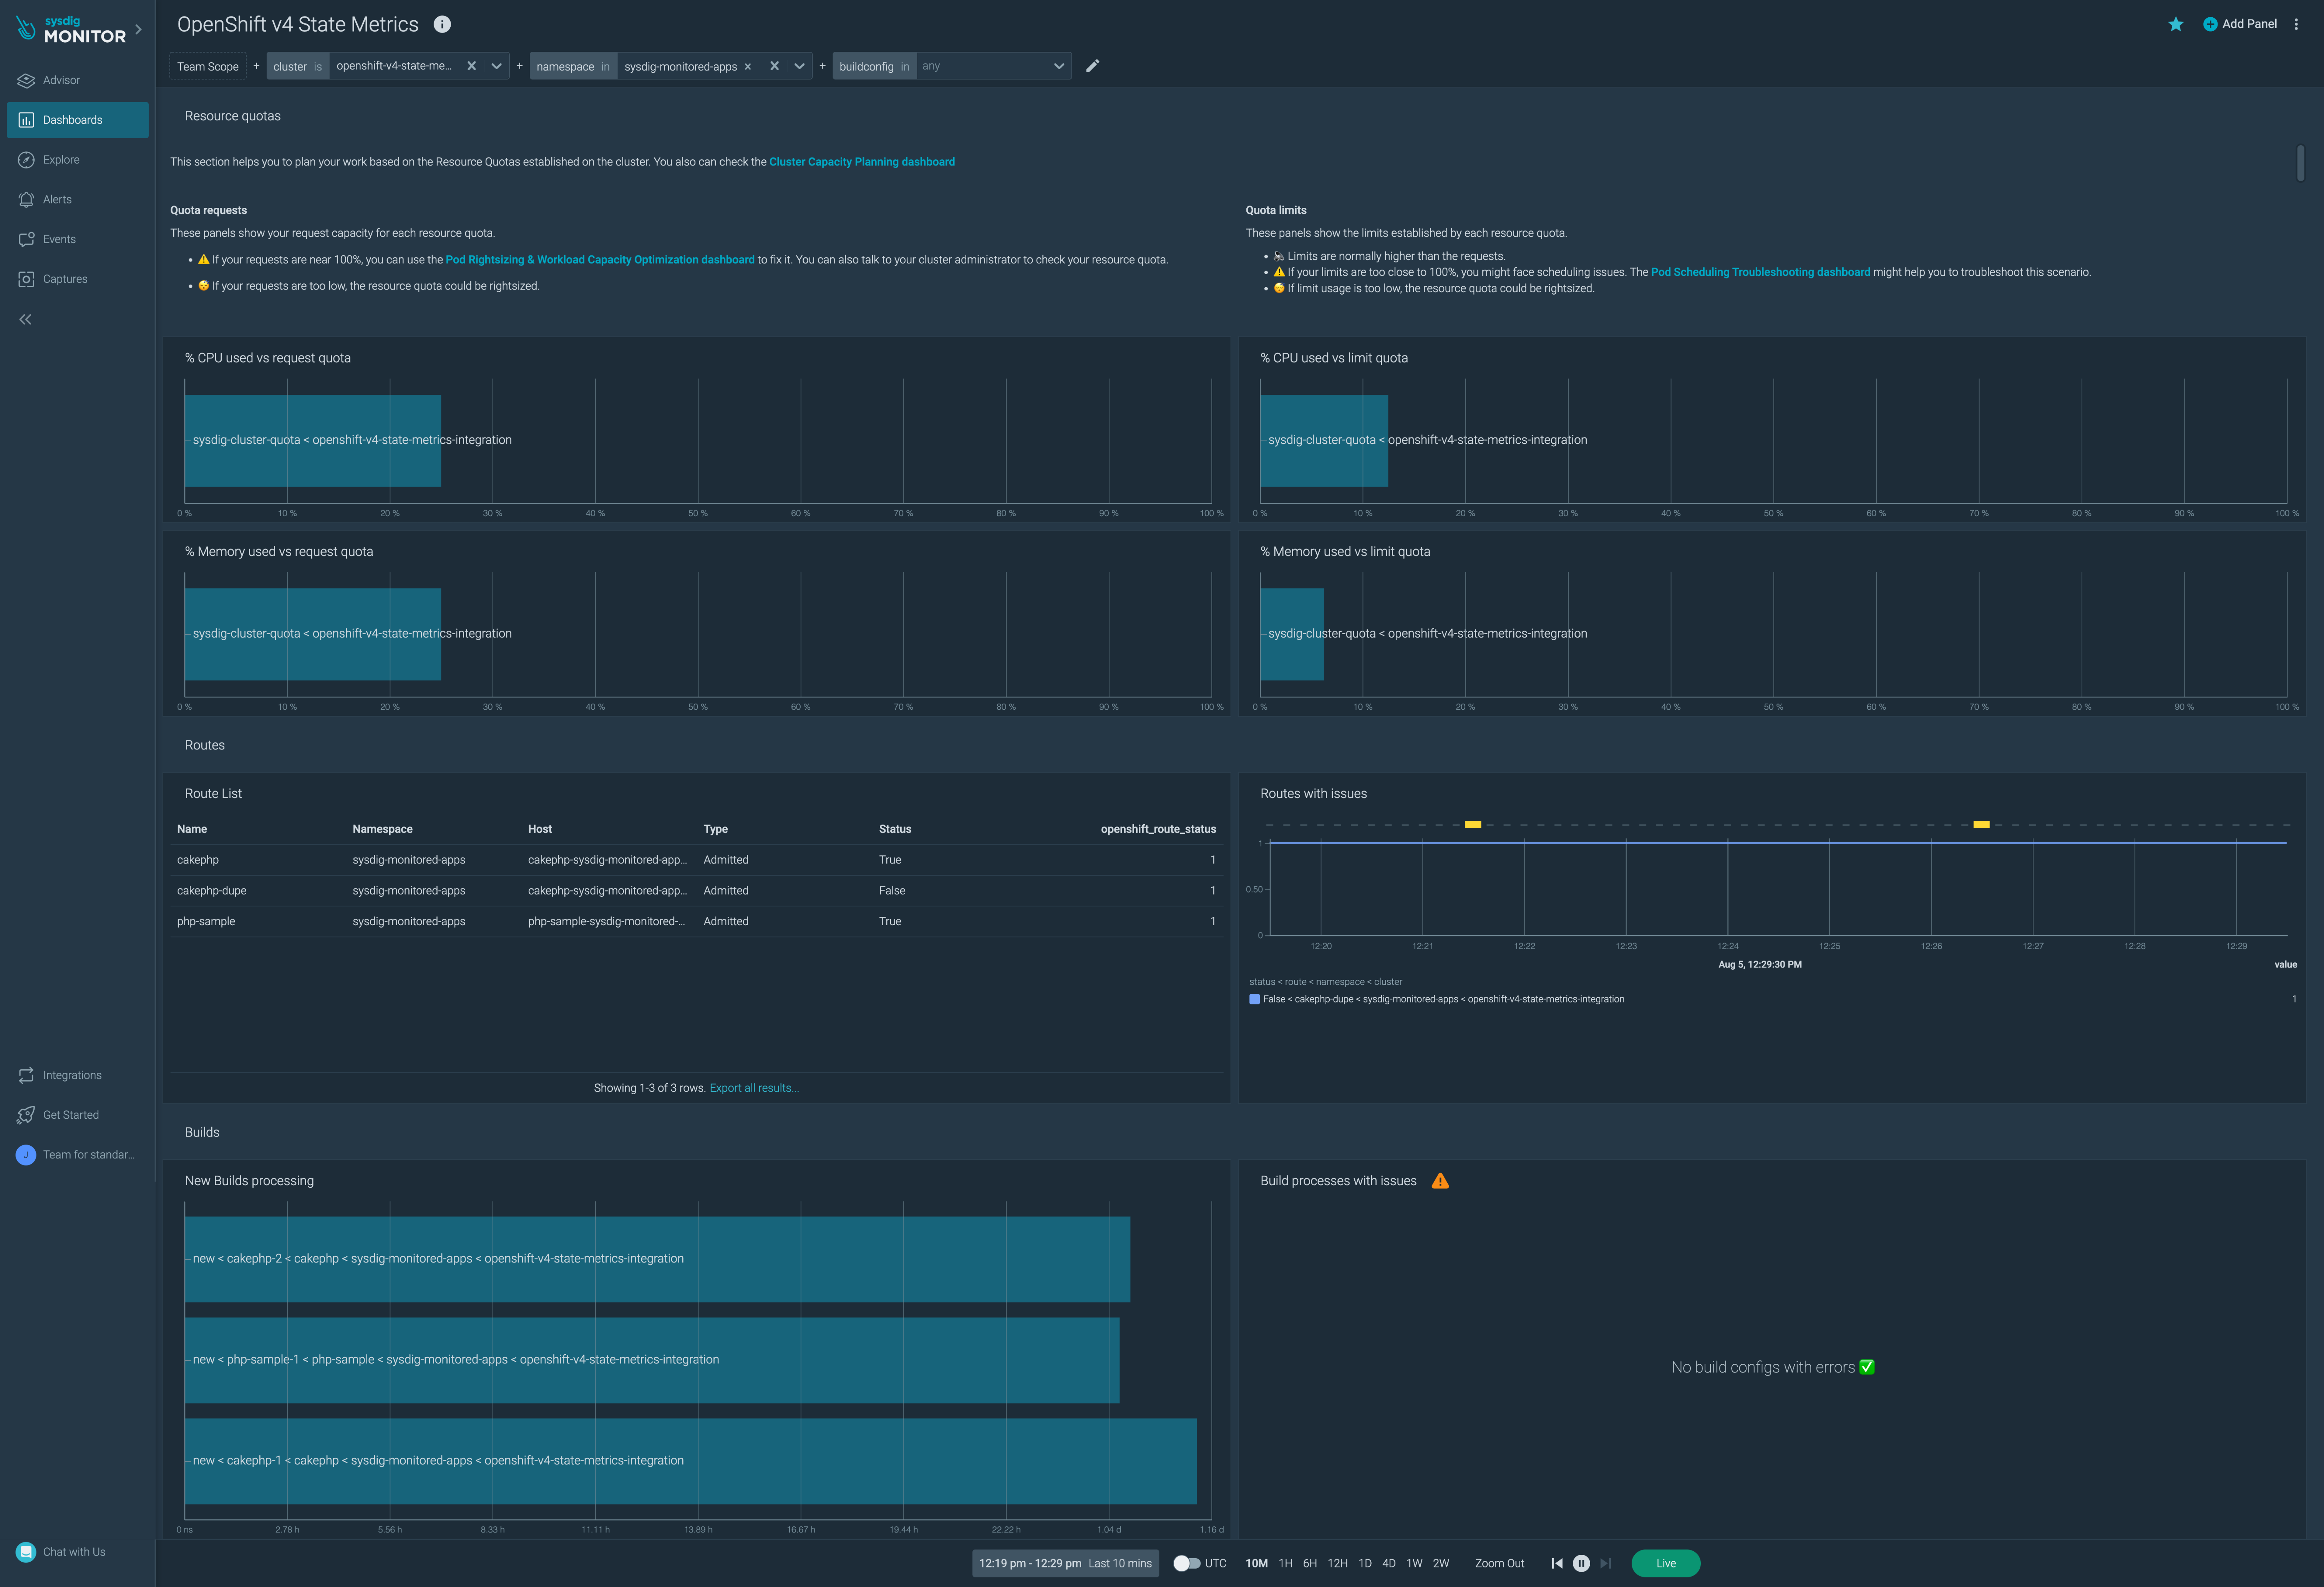 sysdig
MONITOR
OpenShift v4 State Metrics
Add Panel
Team Scope + cluster is openshift-v4-state-me... + namespace in sysdig-monitored-apps + buildconfig in any
Advisor
Dashboards
Explore
Alerts
Events
Captures
Integrations
Get Started
J Team for standar...
Chat with Us
Resource quotas
This section helps you to plan your work based on the Resource Quotas established on the cluster. You also can check the Cluster Capacity Planning dashboard
Quota requests
These panels show your request capacity for each resource quota.
• ⚠️ If your requests are near 100%, you can use the Pod Rightsizing & Workload Capacity Optimization dashboard to fix it. You can also talk to your cluster administrator to check your resource quota.
• 😴 If your requests are too low, the resource quota could be rightsized.
Quota limits
These panels show the limits established by each resource quota.
• Limits are normally higher than the requests.
• ⚠️ If your limits are too close to 100%, you might face scheduling issues. The Pod Scheduling Troubleshooting dashboard might help you to troubleshoot this scenario.
• 😴 If limit usage is too low, the resource quota could be rightsized.
% CPU used vs request quota
sysdig-cluster-quota < openshift-v4-state-metrics-integration
0 % 10 % 20 % 30 % 40 % 50 % 60 % 70 % 80 % 90 % 100 %
% CPU used vs limit quota
sysdig-cluster-quota < openshift-v4-state-metrics-integration
0 % 10 % 20 % 30 % 40 % 50 % 60 % 70 % 80 % 90 % 100 %
% Memory used vs request quota
sysdig-cluster-quota < openshift-v4-state-metrics-integration
0 % 10 % 20 % 30 % 40 % 50 % 60 % 70 % 80 % 90 % 100 %
% Memory used vs limit quota
sysdig-cluster-quota < openshift-v4-state-metrics-integration
0 % 10 % 20 % 30 % 40 % 50 % 60 % 70 % 80 % 90 % 100 %
Routes
Route List
Name Namespace Host Type Status openshift_route_status
cakephp sysdig-monitored-apps cakephp-sysdig-monitored-app... Admitted True 1
cakephp-dupe sysdig-monitored-apps cakephp-sysdig-monitored-app... Admitted False 1
php-sample sysdig-monitored-apps php-sample-sysdig-monitored-... Admitted True 1
Showing 1-3 of 3 rows. Export all results...
Routes with issues
1
0.50
0
12:20 12:21 12:22 12:23 12:24 12:25 12:26 12:27 12:28 12:29
Aug 5, 12:29:30 PM value
status < route < namespace < cluster
False < cakephp-dupe < sysdig-monitored-apps < openshift-v4-state-metrics-integration 1
Builds
New Builds processing
new < cakephp-2 < cakephp < sysdig-monitored-apps < openshift-v4-state-metrics-integration
new < php-sample-1 < php-sample < sysdig-monitored-apps < openshift-v4-state-metrics-integration
new < cakephp-1 < cakephp < sysdig-monitored-apps < openshift-v4-state-metrics-integration
0 ns 2.78 h 5.56 h 8.33 h 11.11 h 13.89 h 16.67 h 19.44 h 22.22 h 1.04 d 1.16 d
Build processes with issues
No build configs with errors ✅
12:19 pm - 12:29 pm Last 10 mins UTC 10M 1H 6H 12H 1D 4D 1W 2W Zoom Out Live